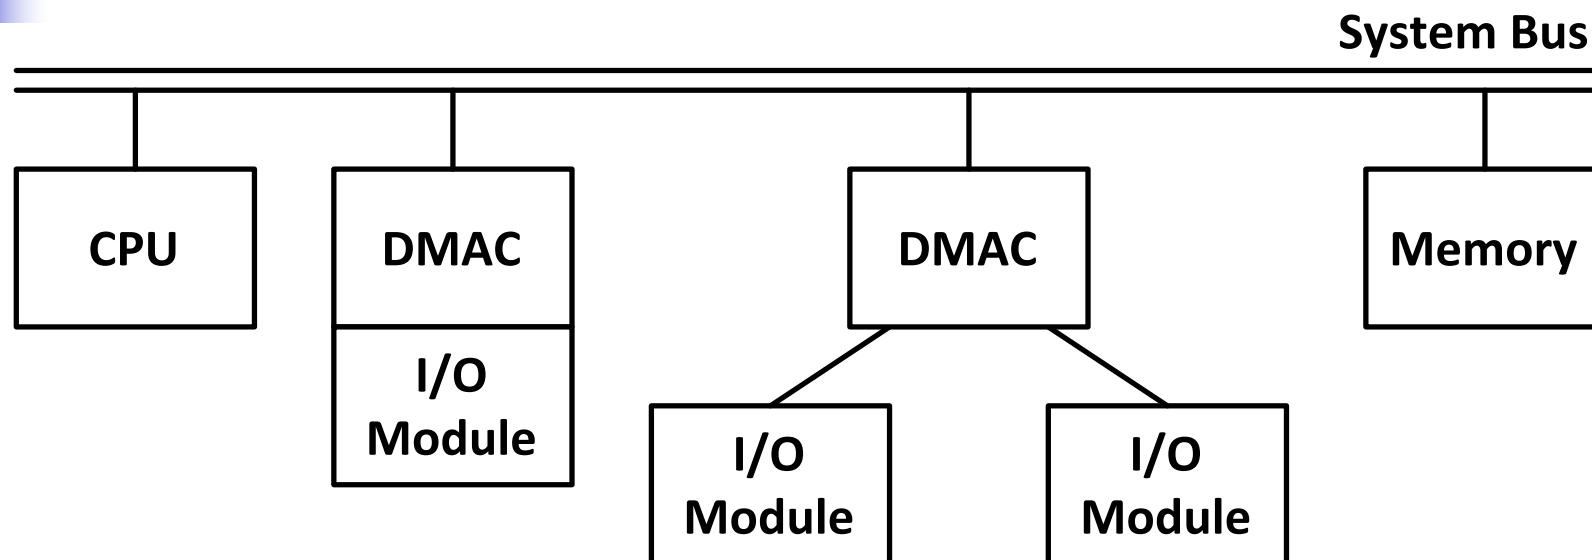 System Bus
CPU
DMAC
DMAC
Memory
I/O
Module
I/O
Module
I/O
Module